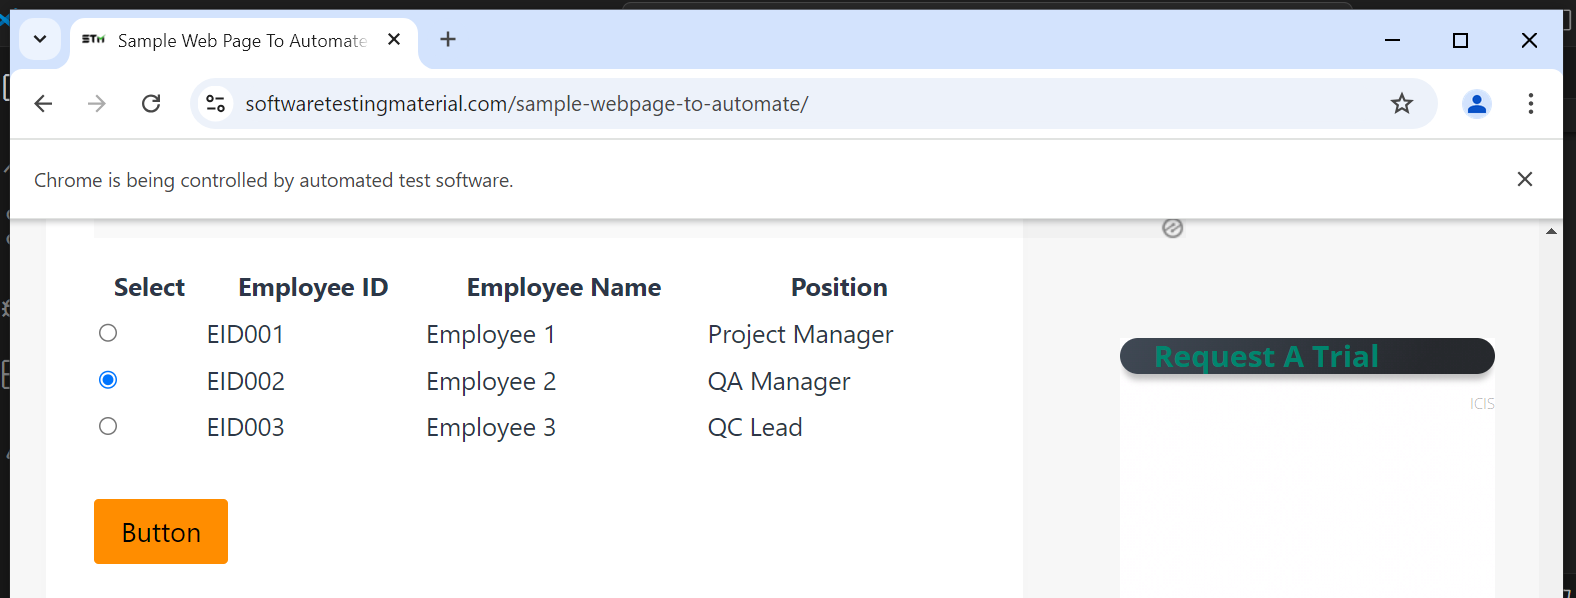 STM Sample Web Page To Automate
softwaretestingmaterial.com/sample-webpage-to-automate/
Chrome is being controlled by automated test software.
Select Employee ID Employee Name Position
EID001 Employee 1 Project Manager
EID002 Employee 2 QA Manager
EID003 Employee 3 QC Lead
Button
Request A Trial
ICIS